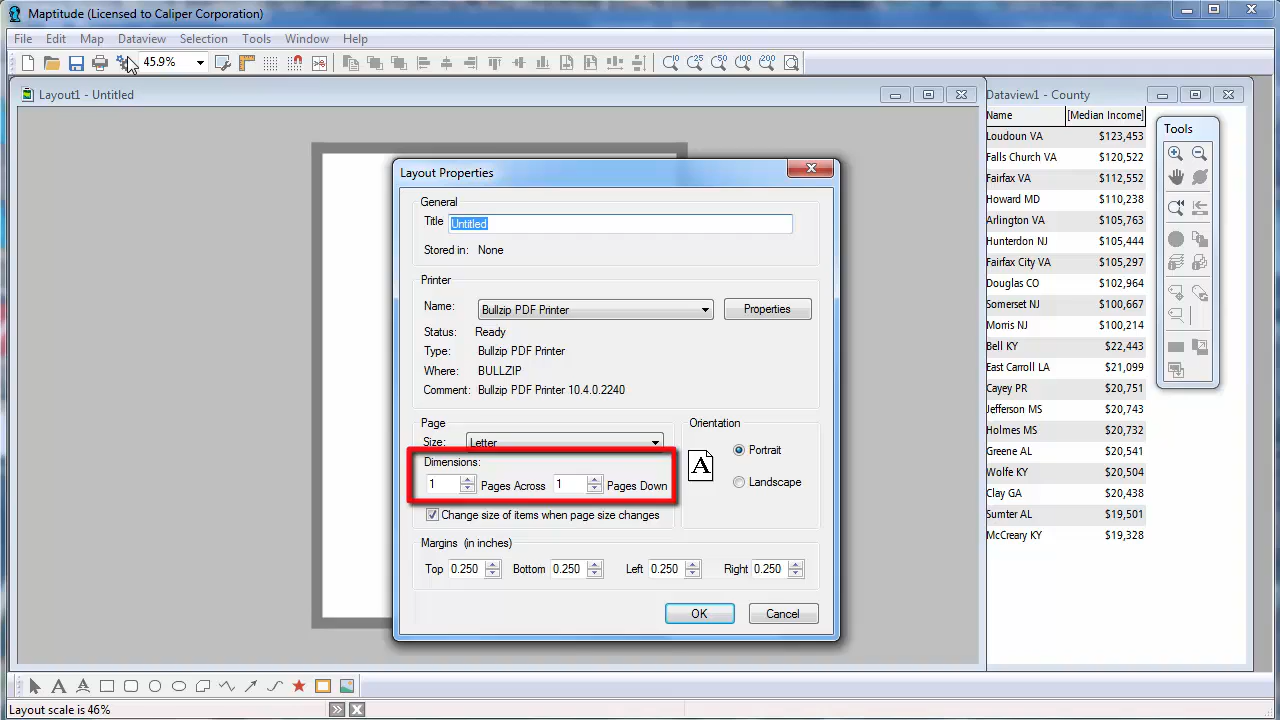 Maptitude (Licensed to Caliper Corporation)
File Edit Map Dataview Selection Tools Window Help
45.9%
Layout1 - Untitled
Dataview1 - County
Name [Median Income]
Loudoun VA $123,453
Falls Church VA $120,522
Fairfax VA $112,552
Howard MD $110,238
Arlington VA $105,763
Hunterdon NJ $105,444
Fairfax City VA $105,297
Douglas CO $102,964
Somerset NJ $100,667
Morris NJ $100,214
Bell KY $22,443
East Carroll LA $21,099
Cayey PR $20,751
Jefferson MS $20,743
Holmes MS $20,732
Greene AL $20,541
Wolfe KY $20,504
Clay GA $20,438
Sumter AL $19,501
McCreary KY $19,328
Tools
Layout Properties
General
Title Untitled
Stored in: None
Printer
Name: Bullzip PDF Printer Properties
Status: Ready
Type: Bullzip PDF Printer
Where: BULLZIP
Comment: Bullzip PDF Printer 10.4.0.2240
Page
Size: Letter
Dimensions:
1 Pages Across 1 Pages Down
Change size of items when page size changes
Orientation
A
Portrait
Landscape
Margins (in inches)
Top 0.250 Bottom 0.250 Left 0.250 Right 0.250
OK Cancel
Layout scale is 46%